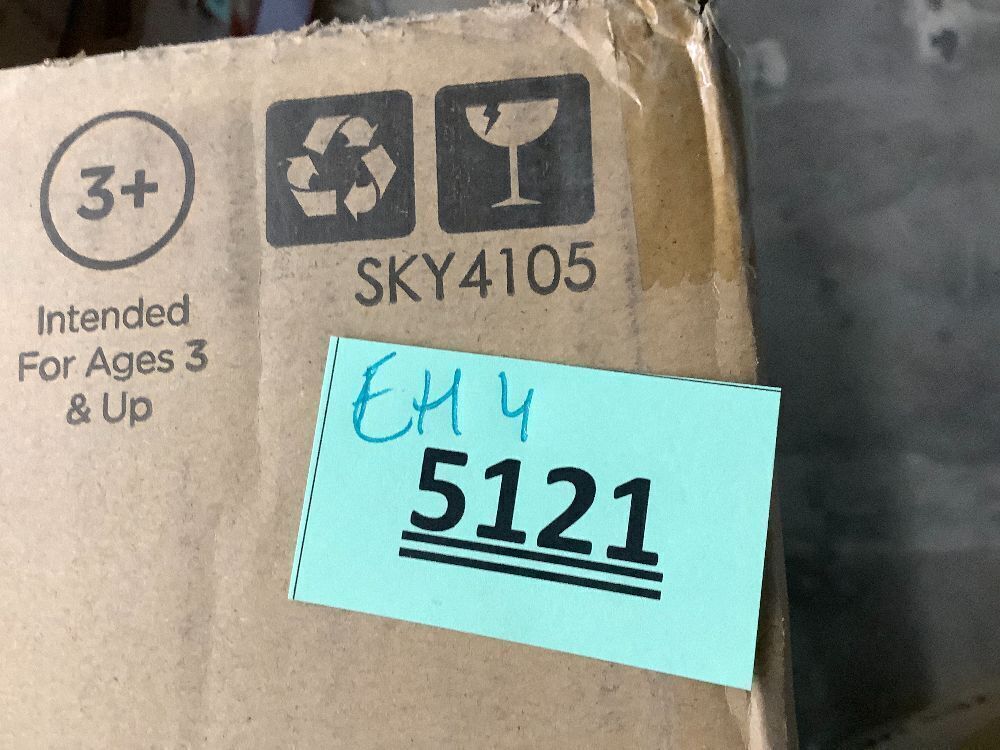 3+
Intended
For Ages 3
& Up
SKY4105
EH 4
5121